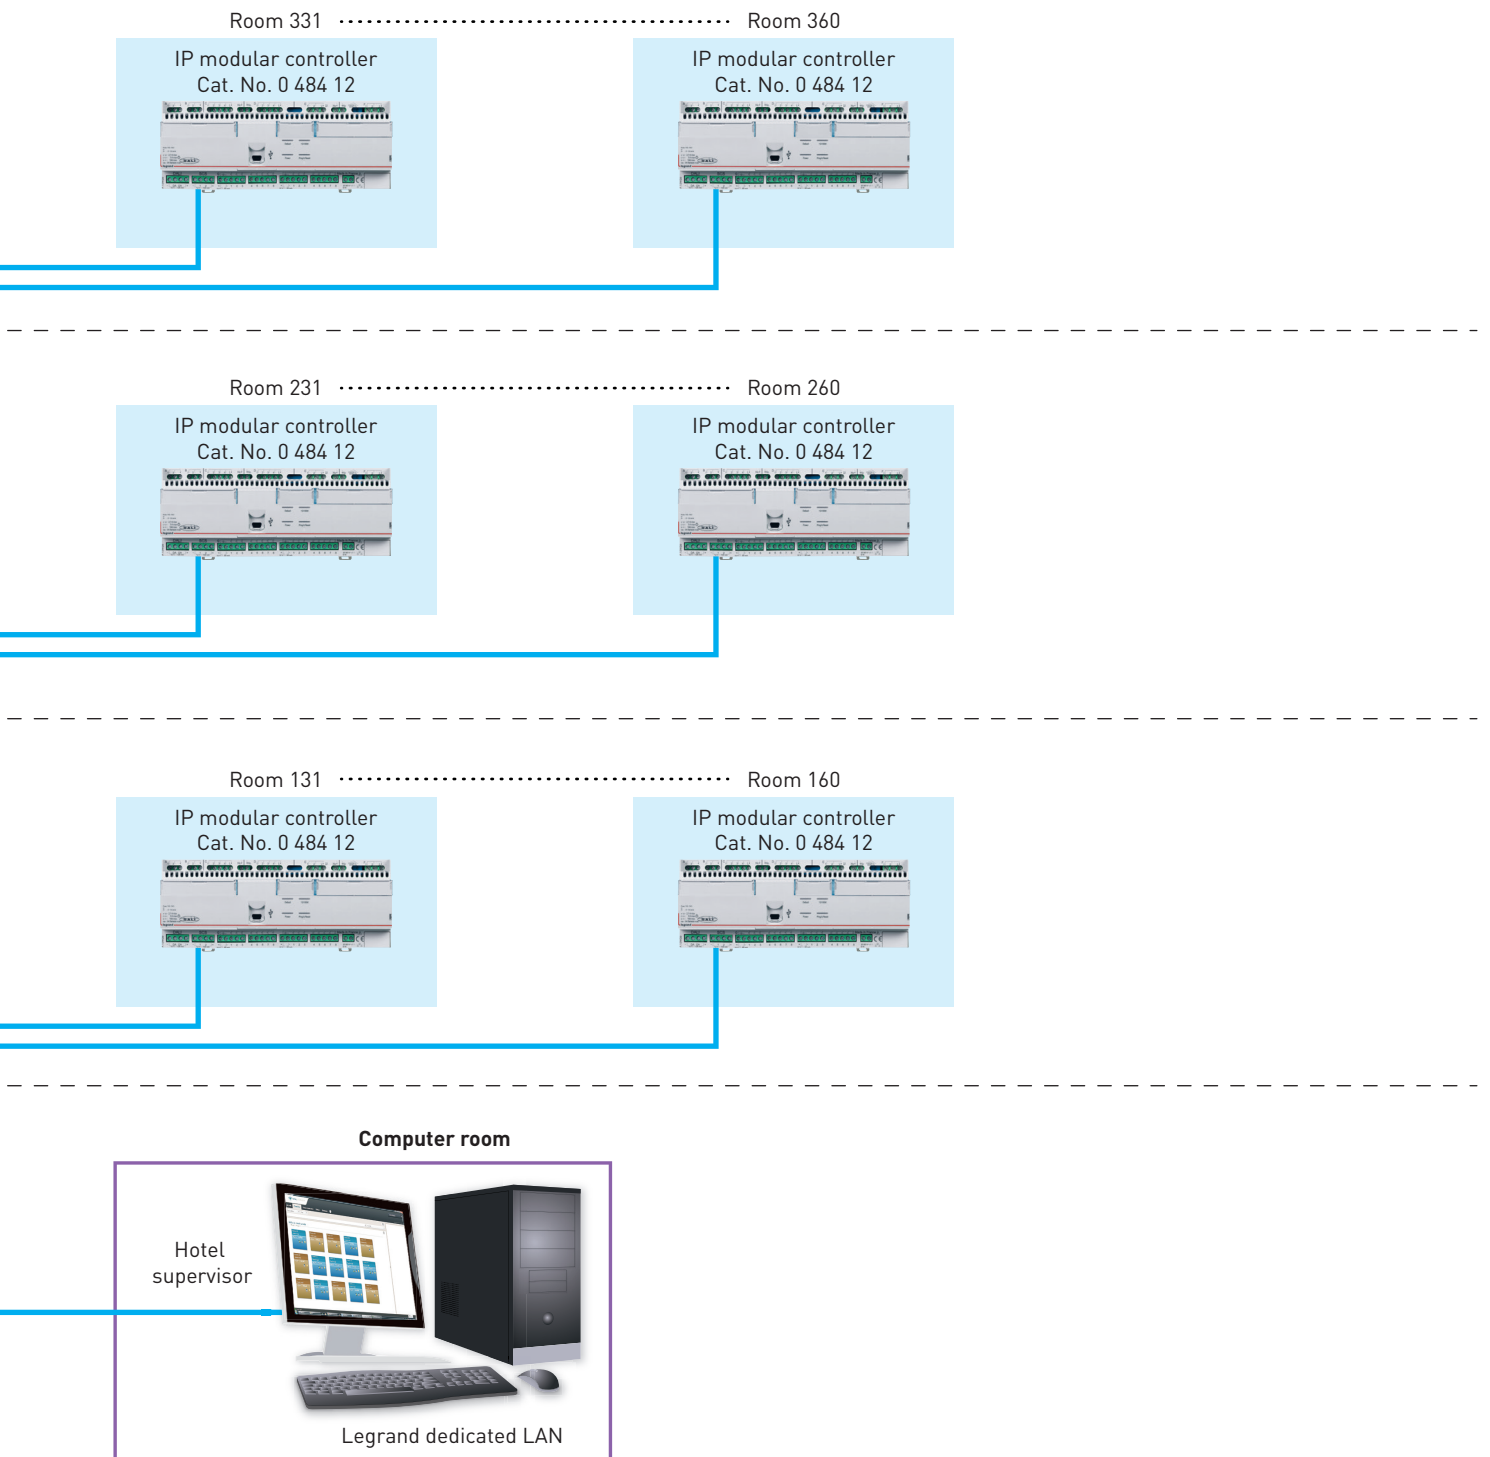 Room 331 Room 360
IP modular controller
Cat. No. 0 484 12
IP modular controller
Cat. No. 0 484 12
Room 231 Room 260
IP modular controller
Cat. No. 0 484 12
IP modular controller
Cat. No. 0 484 12
Room 131 Room 160
IP modular controller
Cat. No. 0 484 12
IP modular controller
Cat. No. 0 484 12
Computer room
Hotel
supervisor
Legrand dedicated LAN